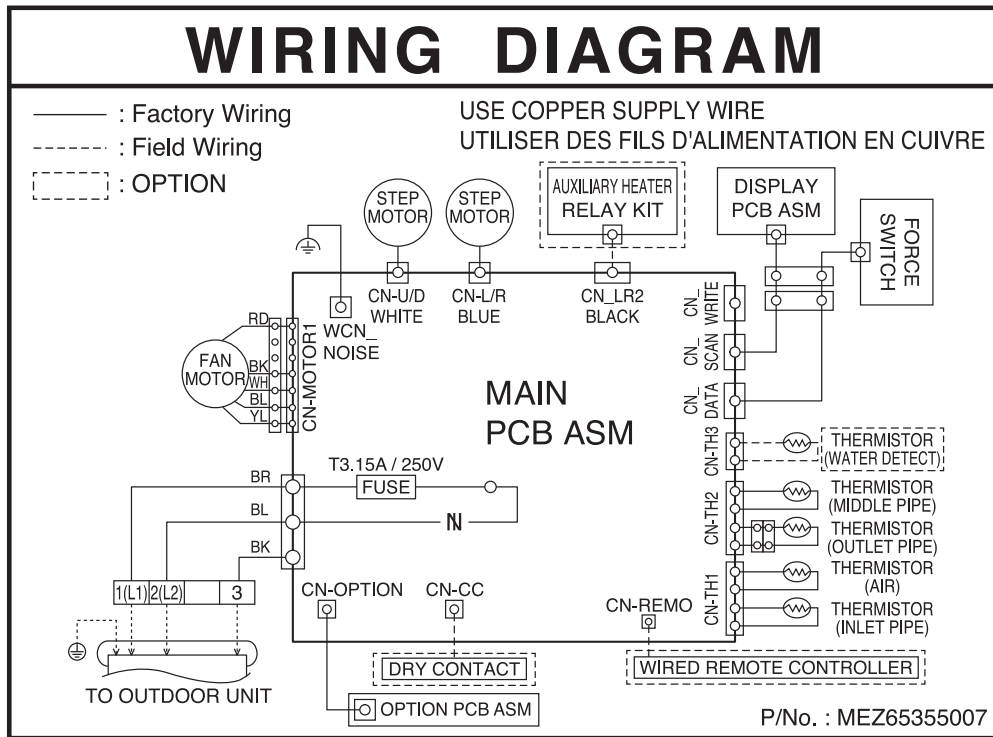 WIRING DIAGRAM
: Factory Wiring
: Field Wiring
: OPTION
USE COPPER SUPPLY WIRE
UTILISER DES FILS D'ALIMENTATION EN CUIVRE
STEP
MOTOR
STEP
MOTOR
AUXILIARY HEATER
RELAY KIT
DISPLAY
PCB ASM
FORCE
SWITCH
CN-U/D
WHITE
CN-L/R
BLUE
CN_LR2
BLACK
CN_
WRITE
WCN_
NOISE
RD
BK
WH
BL
YL
FAN
MOTOR
CN-MOTOR1
CN_
SCAN
CN_
DATA
MAIN
PCB ASM
CN-TH3
THERMISTOR
(WATER DETECT)
CN-TH2
THERMISTOR
(MIDDLE PIPE)
THERMISTOR
(OUTLET PIPE)
CN-TH1
THERMISTOR
(AIR)
THERMISTOR
(INLET PIPE)
T3.15A / 250V
FUSE
BR
BL
BK
N
1(L1) 2(L2) 3
TO OUTDOOR UNIT
CN-OPTION
CN-CC
CN-REMO
DRY CONTACT
WIRED REMOTE CONTROLLER
OPTION PCB ASM
P/No. : MEZ65355007